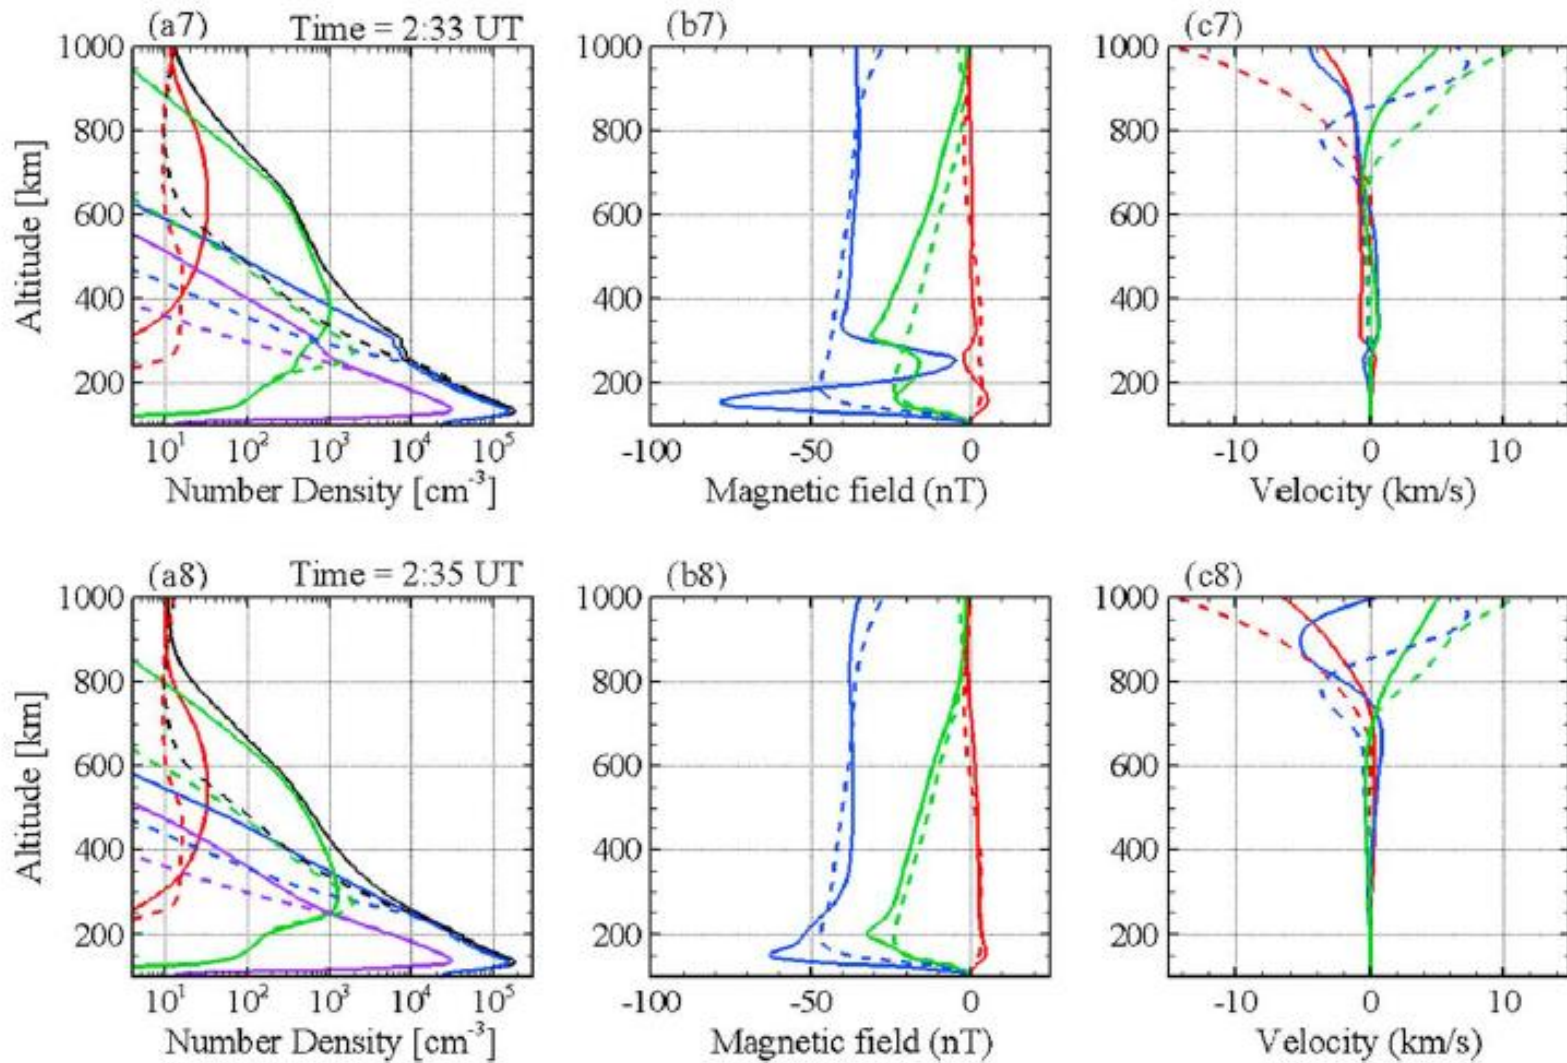 (a7) Time = 2:33 UT
1000
800
600
400
200
Altitude [km]
10¹ 10² 10³ 10⁴ 10⁵
Number Density [cm⁻³]
(b7)
1000
800
600
400
200
-100 -50 0
Magnetic field (nT)
(c7)
1000
800
600
400
200
-10 0 10
Velocity (km/s)
(a8) Time = 2:35 UT
1000
800
600
400
200
Altitude [km]
10¹ 10² 10³ 10⁴ 10⁵
Number Density [cm⁻³]
(b8)
1000
800
600
400
200
-100 -50 0
Magnetic field (nT)
(c8)
1000
800
600
400
200
-10 0 10
Velocity (km/s)